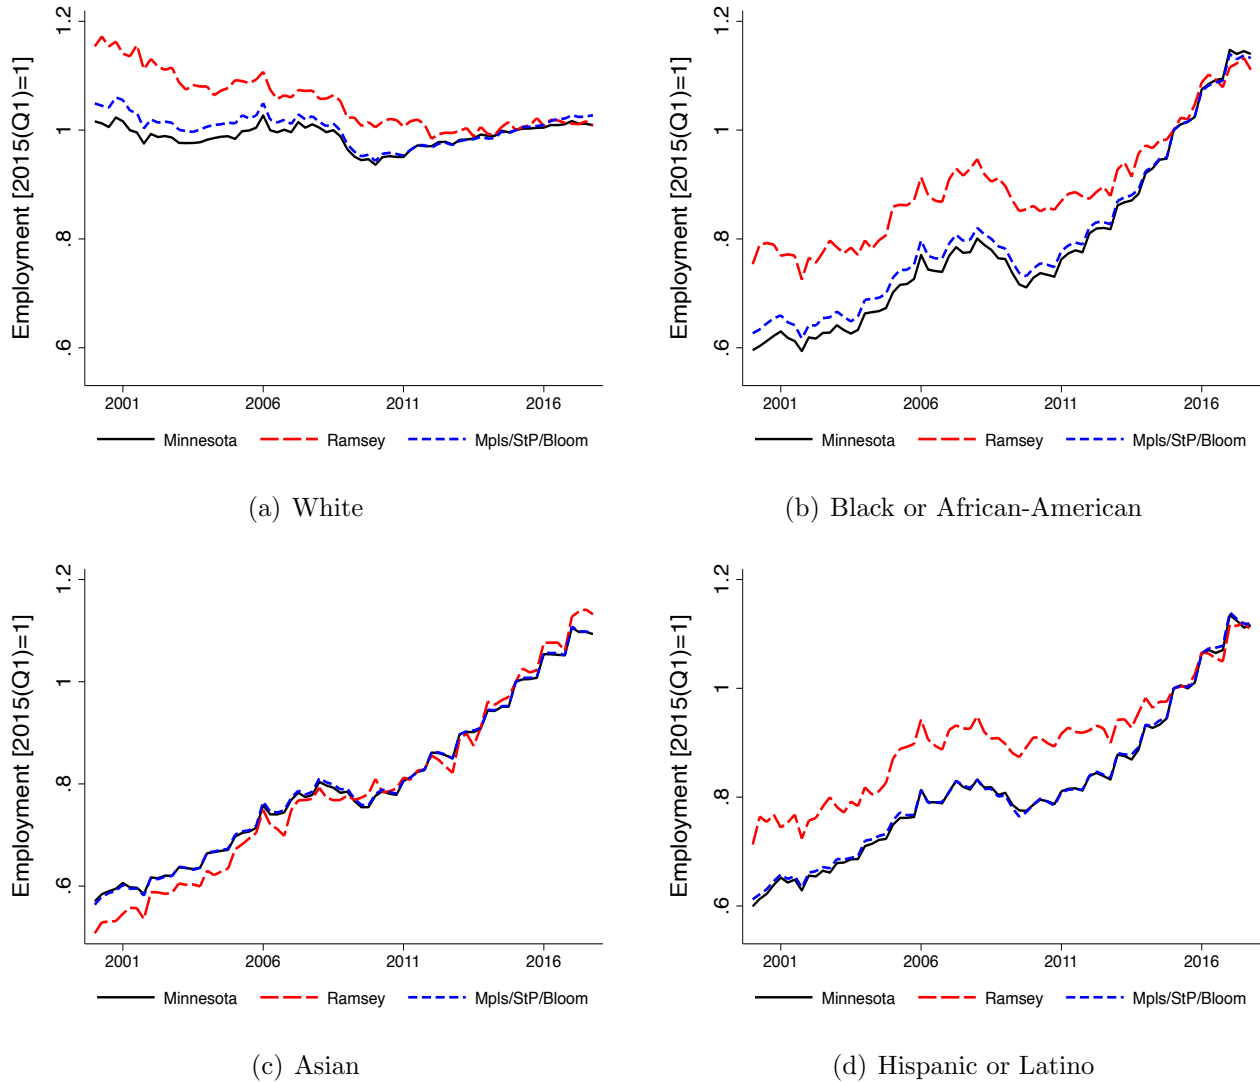 Employment [2015(Q1)=1]
1.2
1
.8
.6
2001 2006 2011 2016
Minnesota Ramsey Mpls/StP/Bloom
(a) White
Employment [2015(Q1)=1]
1.2
1
.8
.6
2001 2006 2011 2016
Minnesota Ramsey Mpls/StP/Bloom
(b) Black or African-American
Employment [2015(Q1)=1]
1.2
1
.8
.6
2001 2006 2011 2016
Minnesota Ramsey Mpls/StP/Bloom
(c) Asian
Employment [2015(Q1)=1]
1.2
1
.8
.6
2001 2006 2011 2016
Minnesota Ramsey Mpls/StP/Bloom
(d) Hispanic or Latino